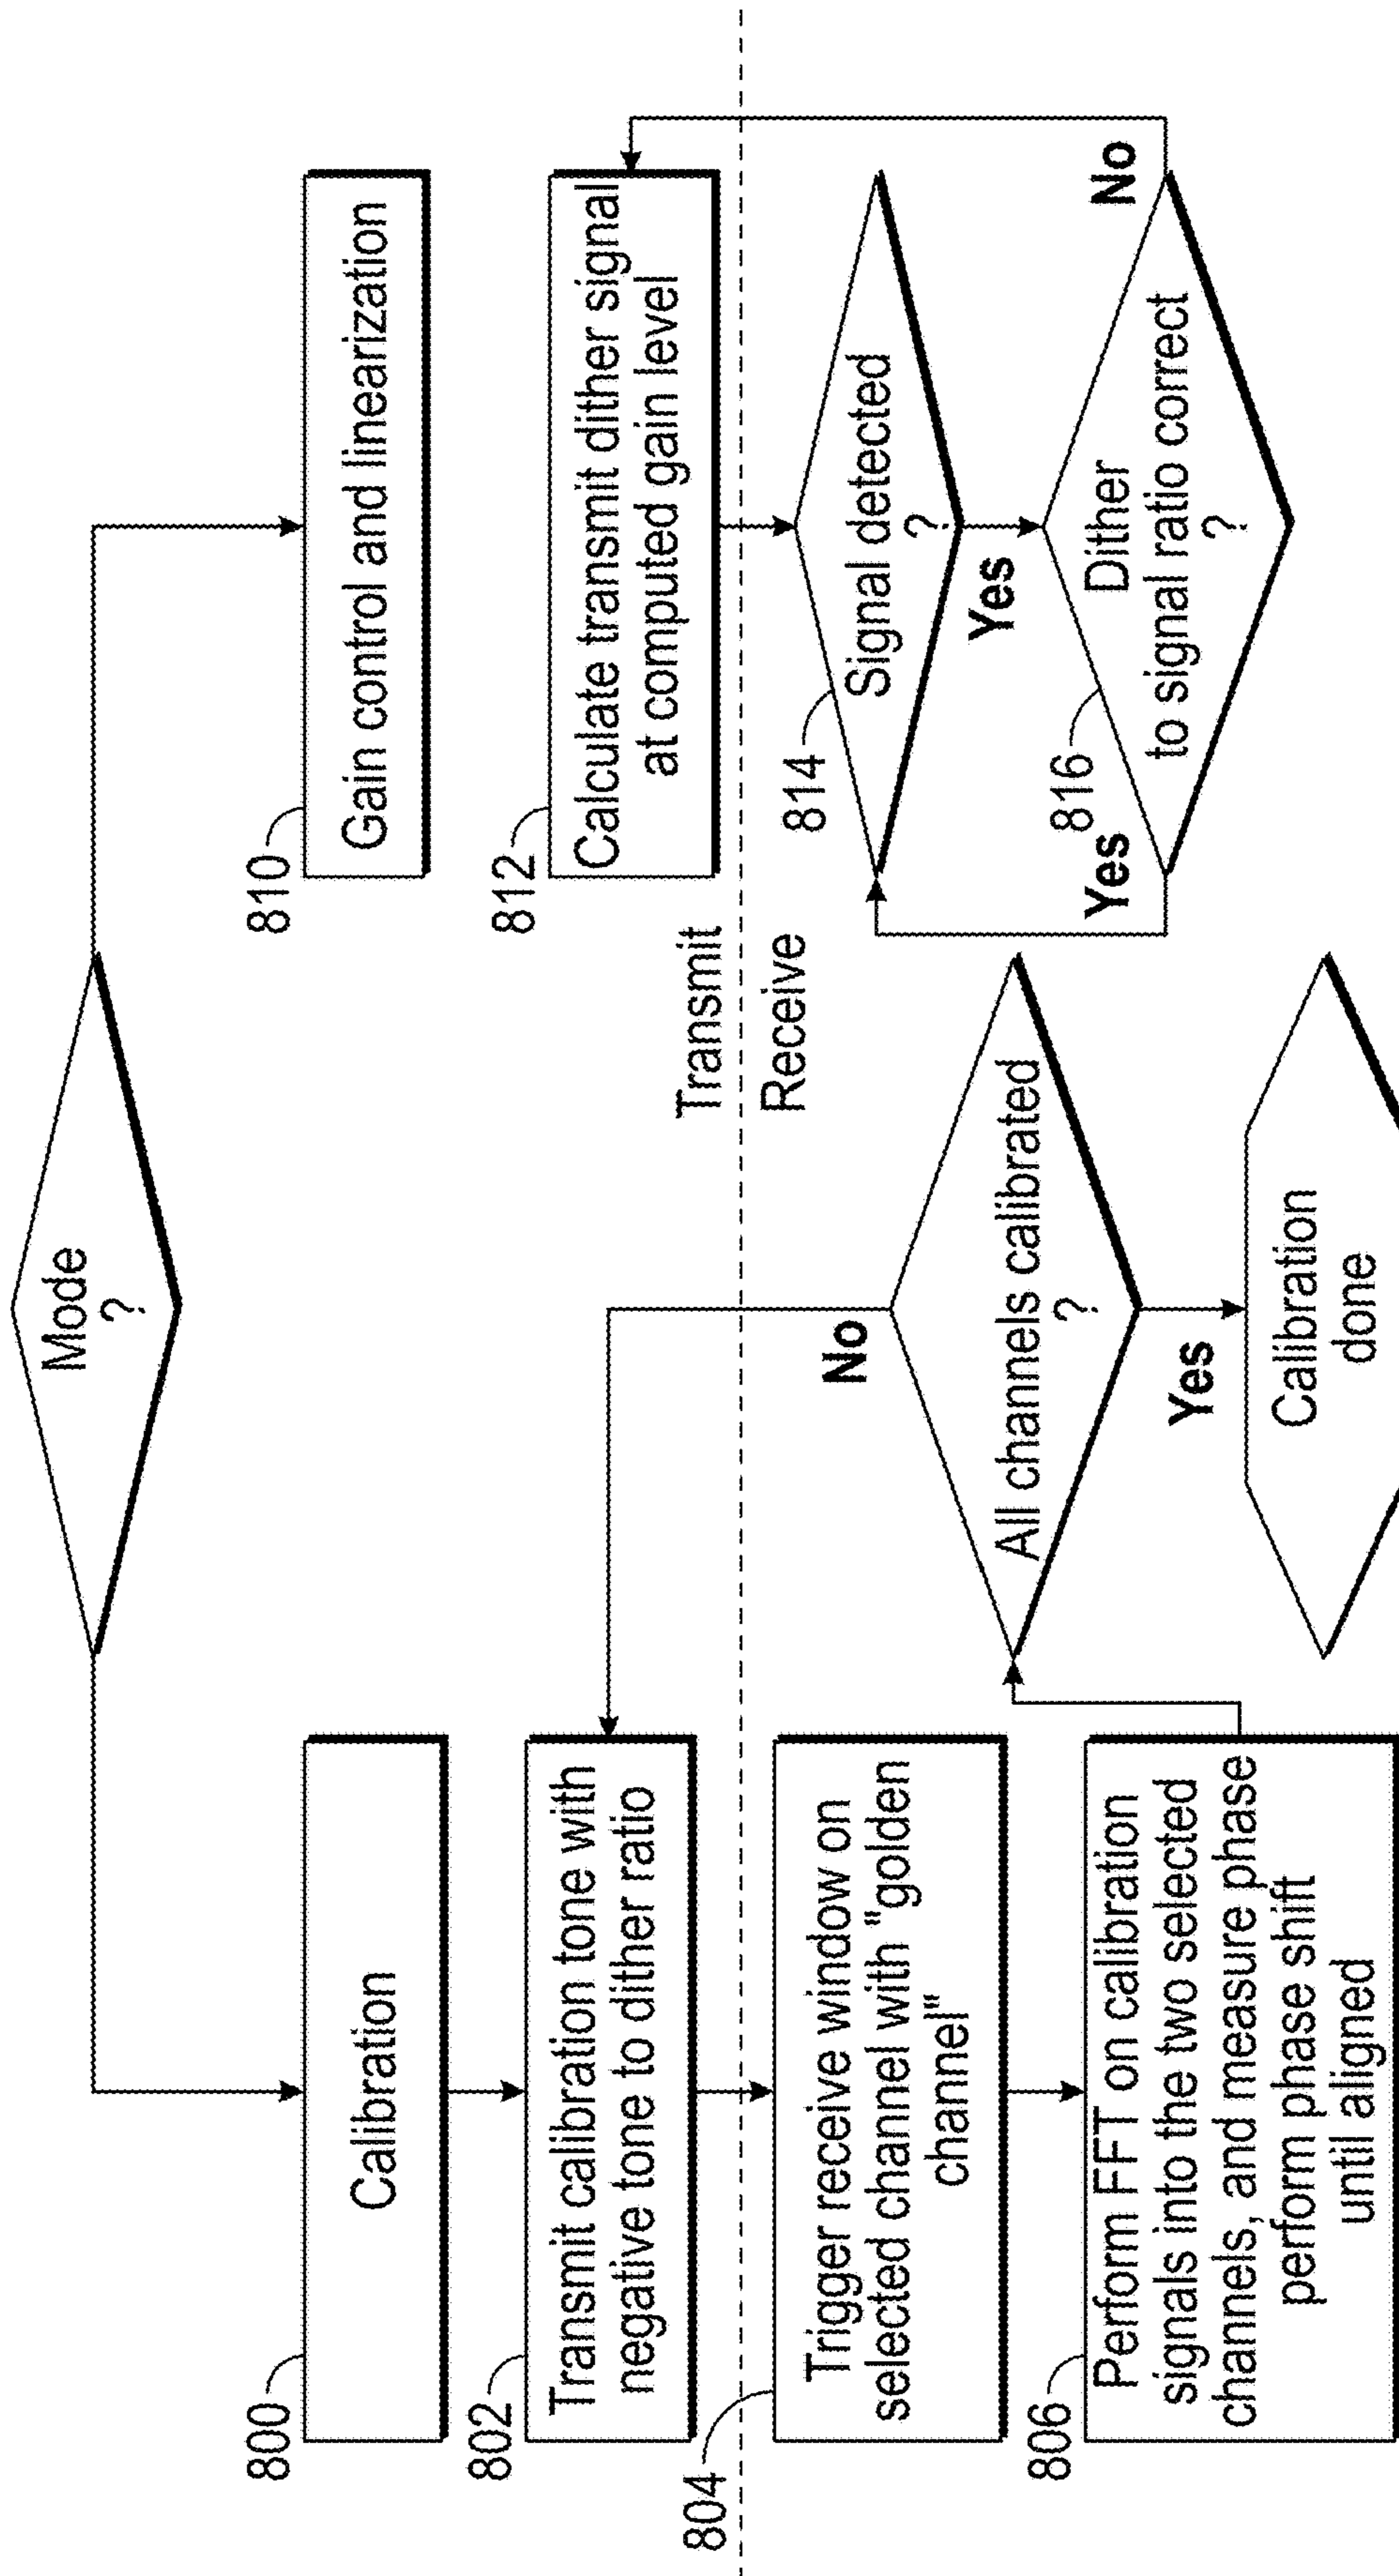 Mode
?
800
Calibration
802
Transmit calibration tone with
negative tone to dither ratio
804
Trigger receive window on
selected channel with "golden
channel"
806
Perform FFT on calibration
signals into the two selected
channels, and measure phase
perform phase shift
until aligned
No
All channels calibrated
?
Yes
Calibration
done
Transmit
Receive
810
Gain control and linearization
812
Calculate transmit dither signal
at computed gain level
814
Signal detected
?
Yes
816
Dither
to signal ratio correct
?
Yes
No